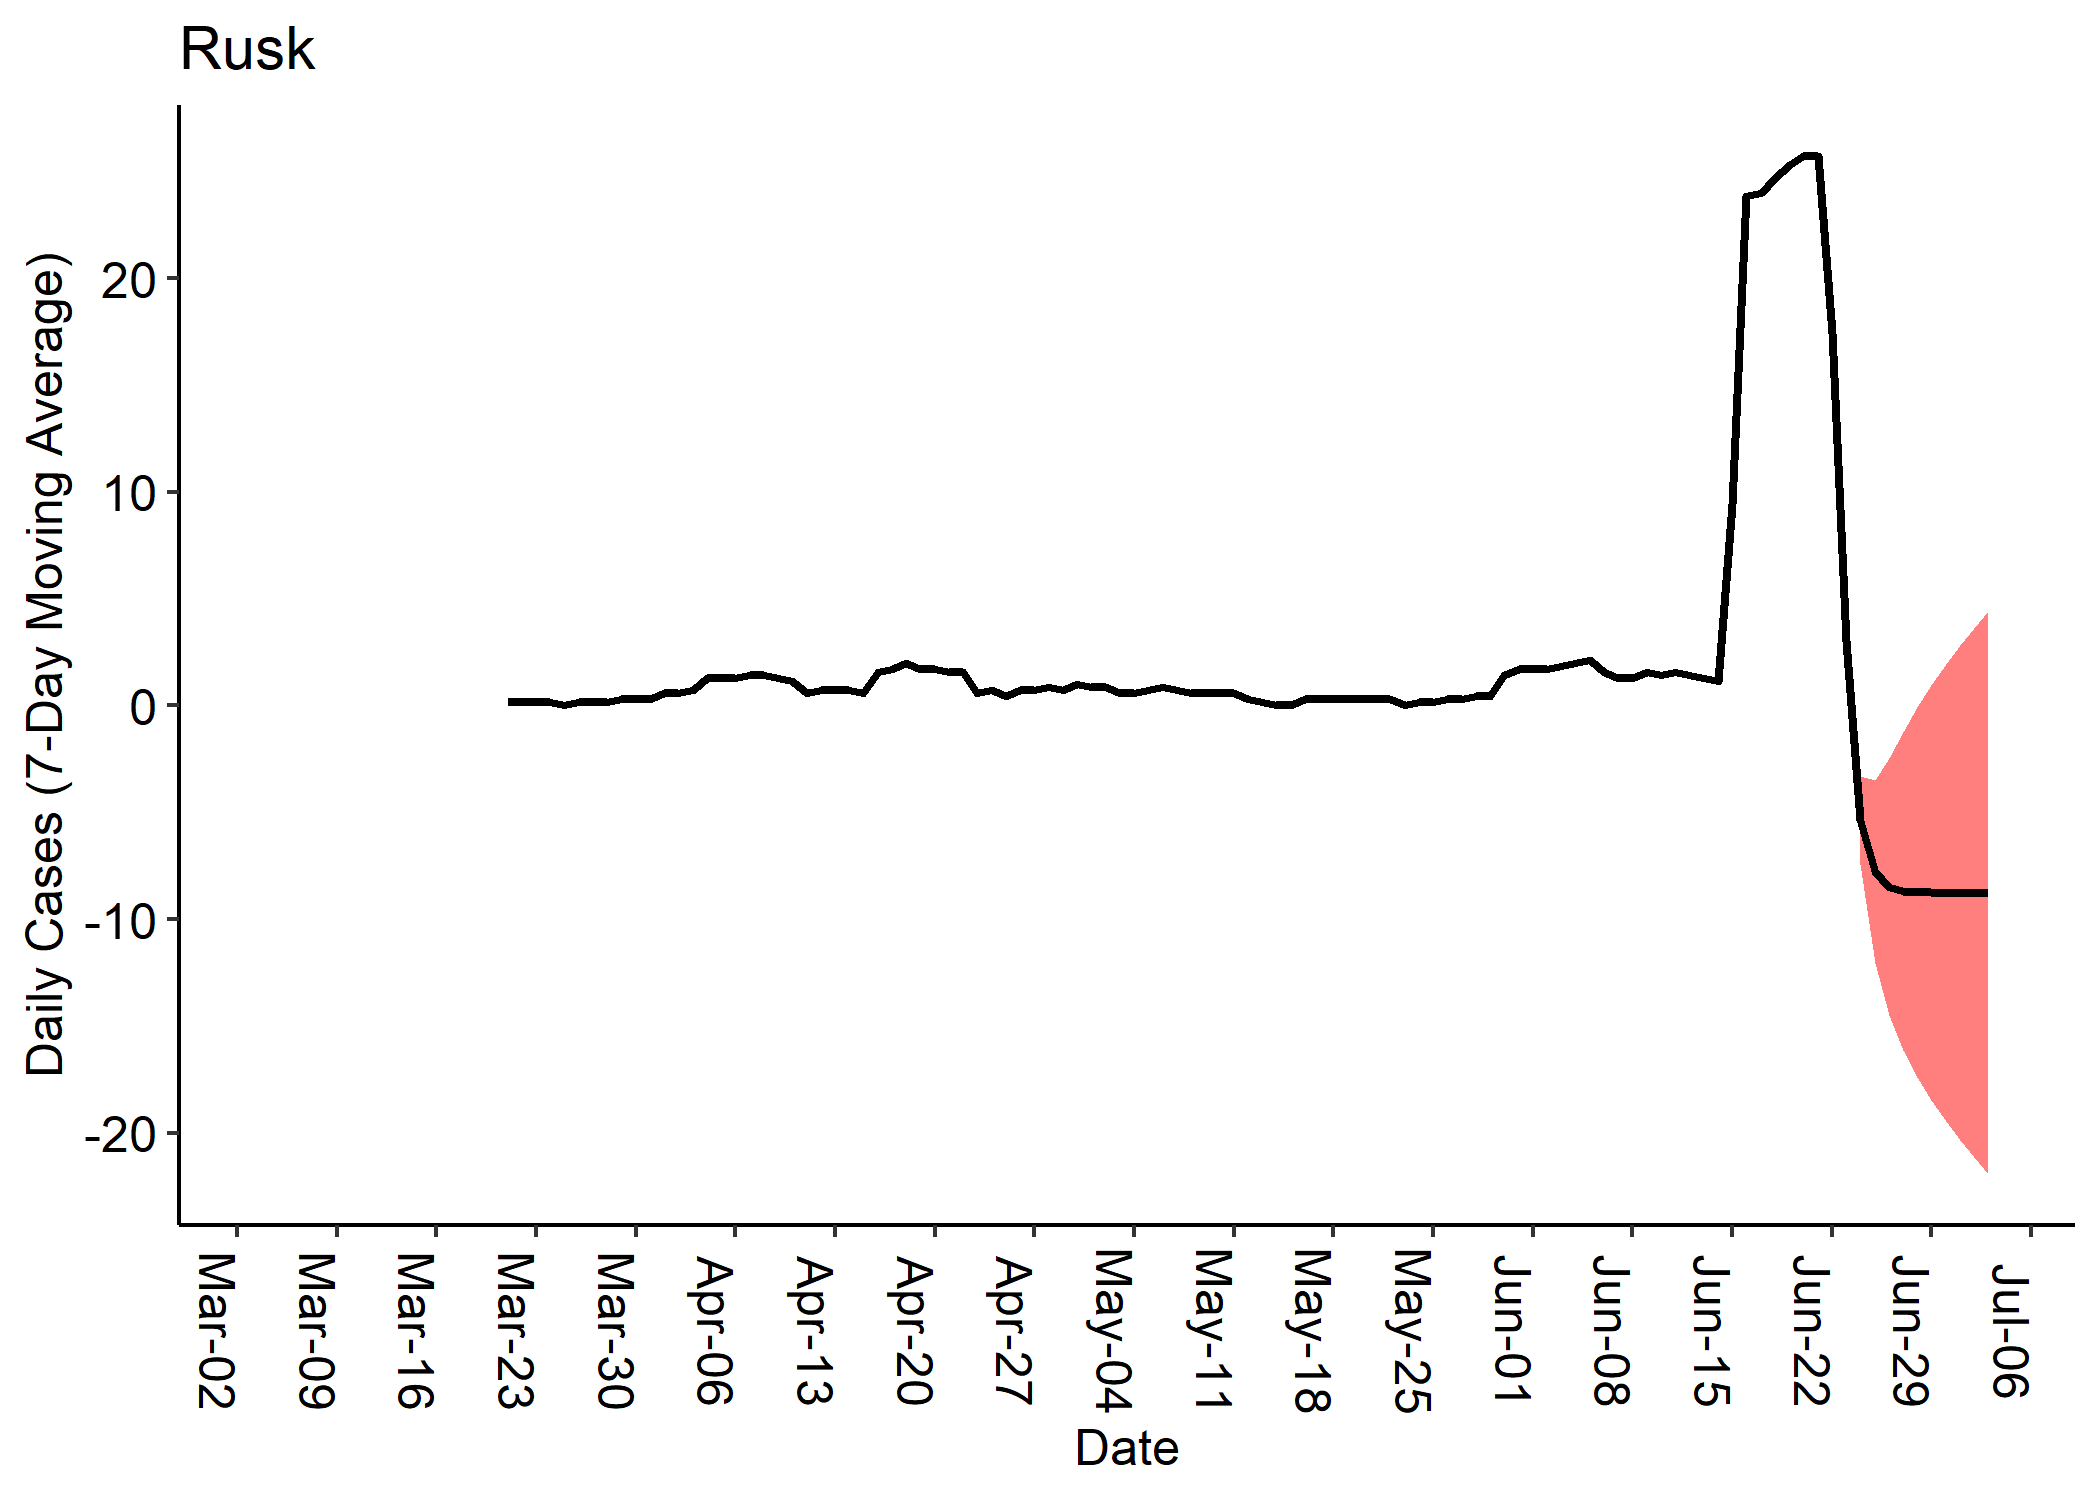 Rusk
Daily Cases (7-Day Moving Average)
20
10
0
-10
-20
Mar-02
Mar-09
Mar-16
Mar-23
Mar-30
Apr-06
Apr-13
Apr-20
Apr-27
May-04
May-11
May-18
May-25
Jun-01
Jun-08
Jun-15
Jun-22
Jun-29
Jul-06
Date